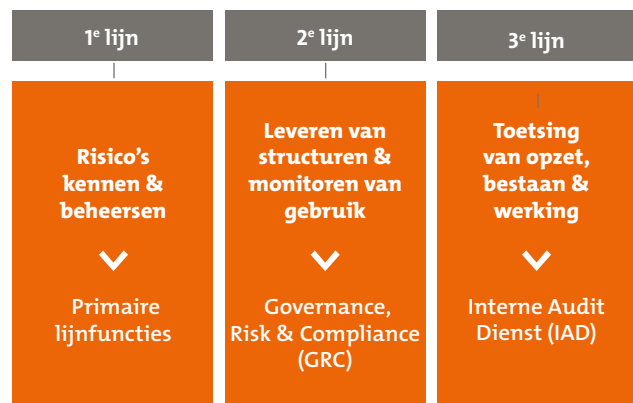 1e lijn
Risico's
kennen &
beheersen
Primaire
lijnfuncties
2e lijn
Leveren van
structuren &
monitoren van
gebruik
Governance,
Risk & Compliance
(GRC)
3e lijn
Toetsing
van opzet,
bestaan &
werking
Interne Audit
Dienst (IAD)